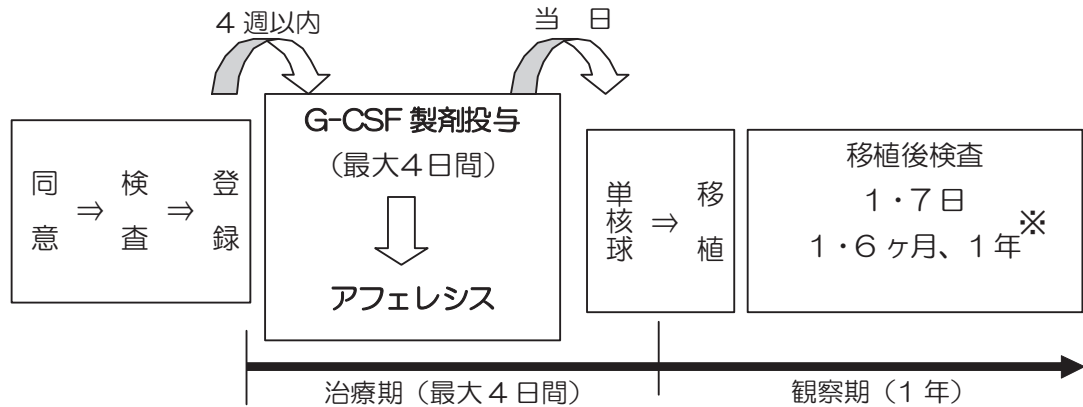 4 週以内
当 日
同意 ⇒ 検査 ⇒ 登録
G-CSF 製剤投与
(最大4日間)
アフェレシス
単核球 ⇒ 移植
移植後検査
1・7日
1・6ヶ月、1年※
治療期(最大4日間)
観察期(1年)